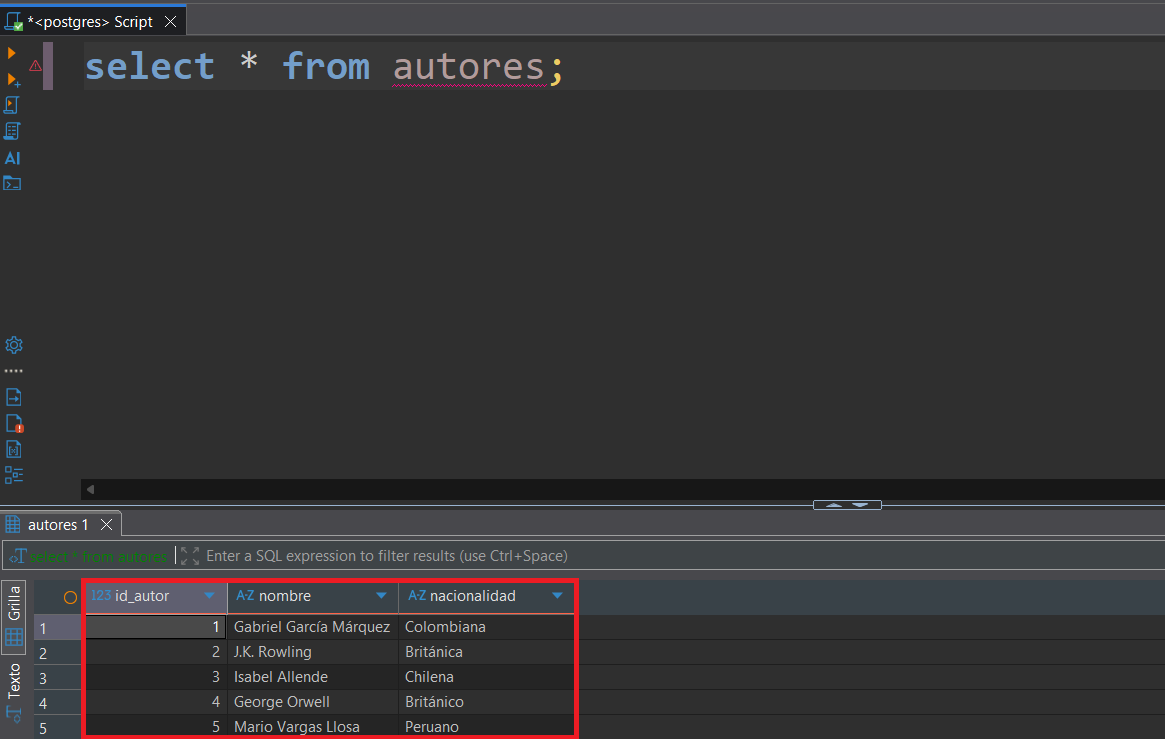 *<postgres> Script
select * from autores;
AI
autores 1
select * from autores
Enter a SQL expression to filter results (use Ctrl+Space)
Grilla
Texto
123 id_autor A-Z nombre A-Z nacionalidad
1 1 Gabriel García Márquez Colombiana
2 2 J.K. Rowling Británica
3 3 Isabel Allende Chilena
4 4 George Orwell Británico
5 5 Mario Vargas Llosa Peruano